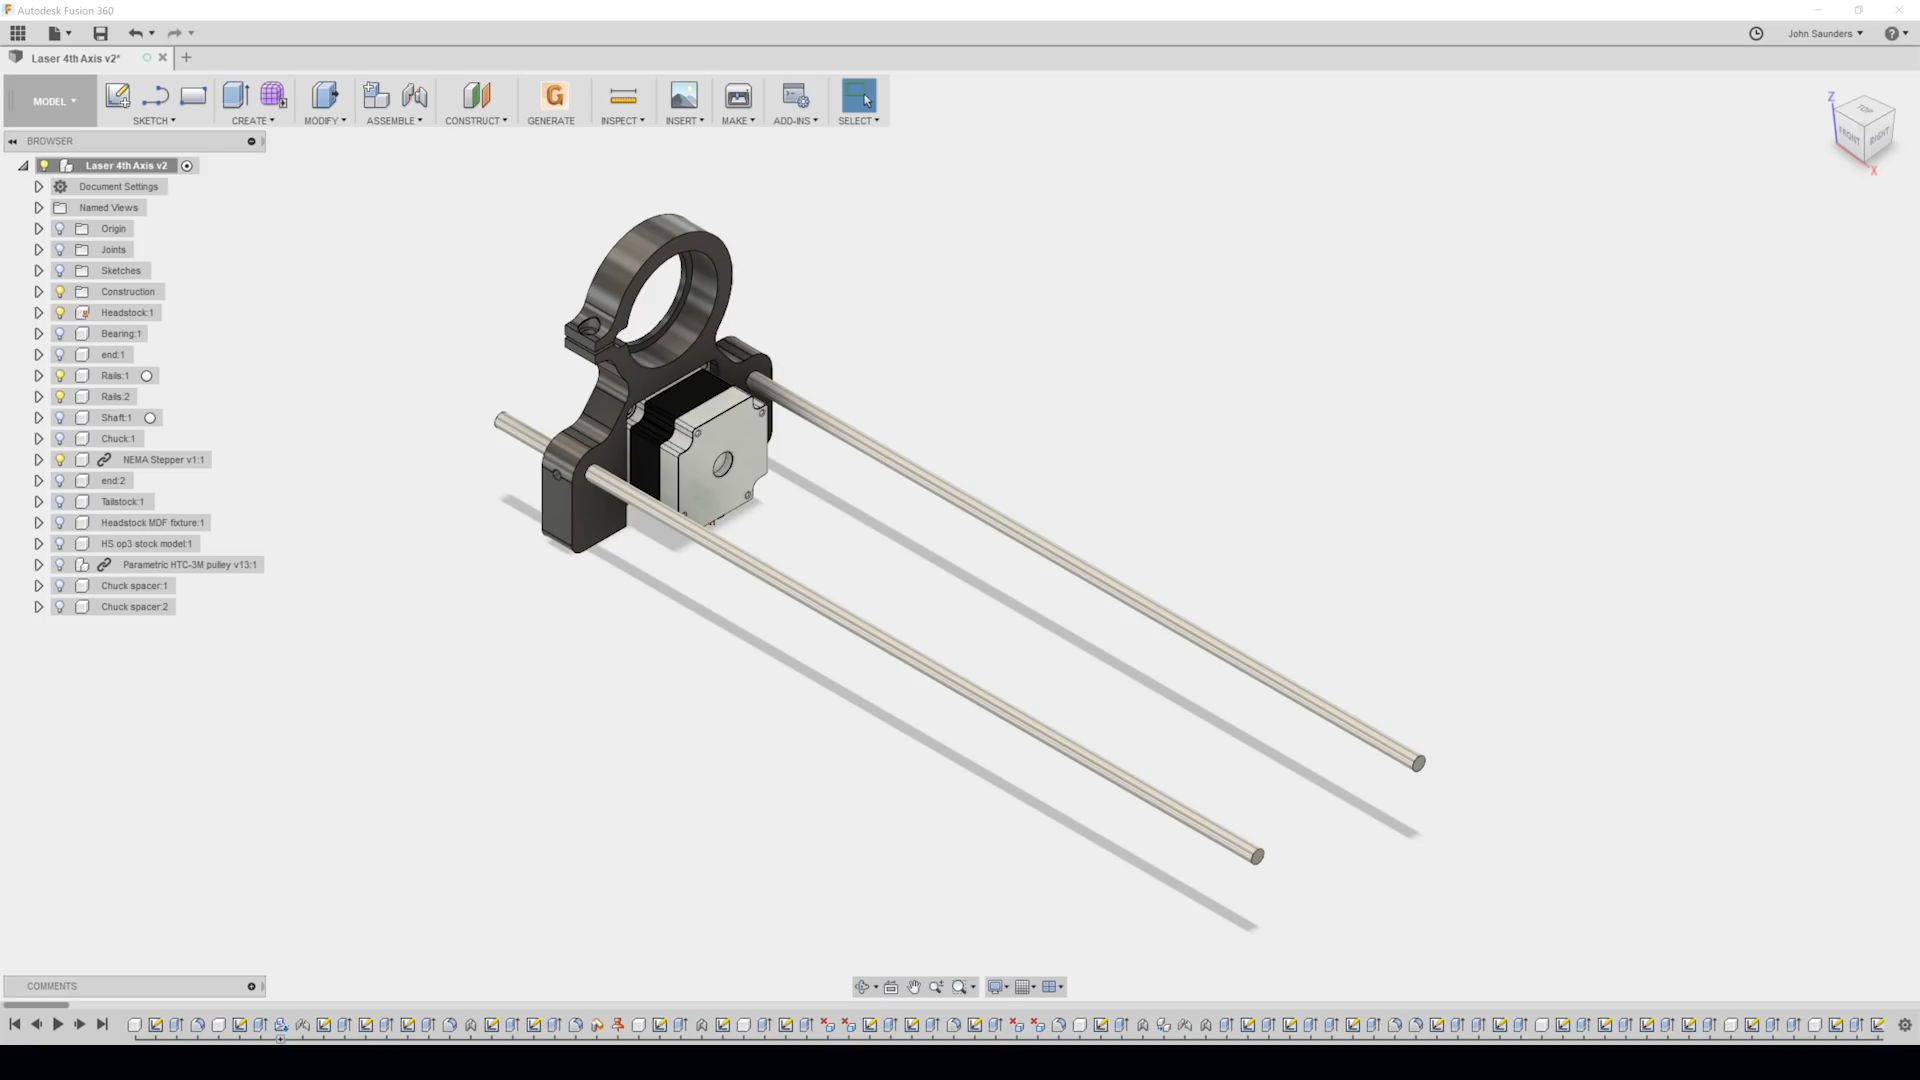 Autodesk Fusion 360
John Saunders
Laser 4th Axis v2*
MODEL
SKETCH
CREATE
MODIFY
ASSEMBLE
CONSTRUCT
GENERATE
INSPECT
INSERT
MAKE
ADD-INS
SELECT
G
Z
TOP
FRONT
RIGHT
X
BROWSER
Laser 4th Axis v2
Document Settings
Named Views
Origin
Joints
Sketches
Construction
Headstock:1
Bearing:1
end:1
Rails:1
Rails:2
Shaft:1
Chuck:1
NEMA Stepper v1:1
end:2
Tailstock:1
Headstock MDF fixture:1
HS op3 stock model:1
Parametric HTC-3M pulley v13:1
Chuck spacer:1
Chuck spacer:2
COMMENTS